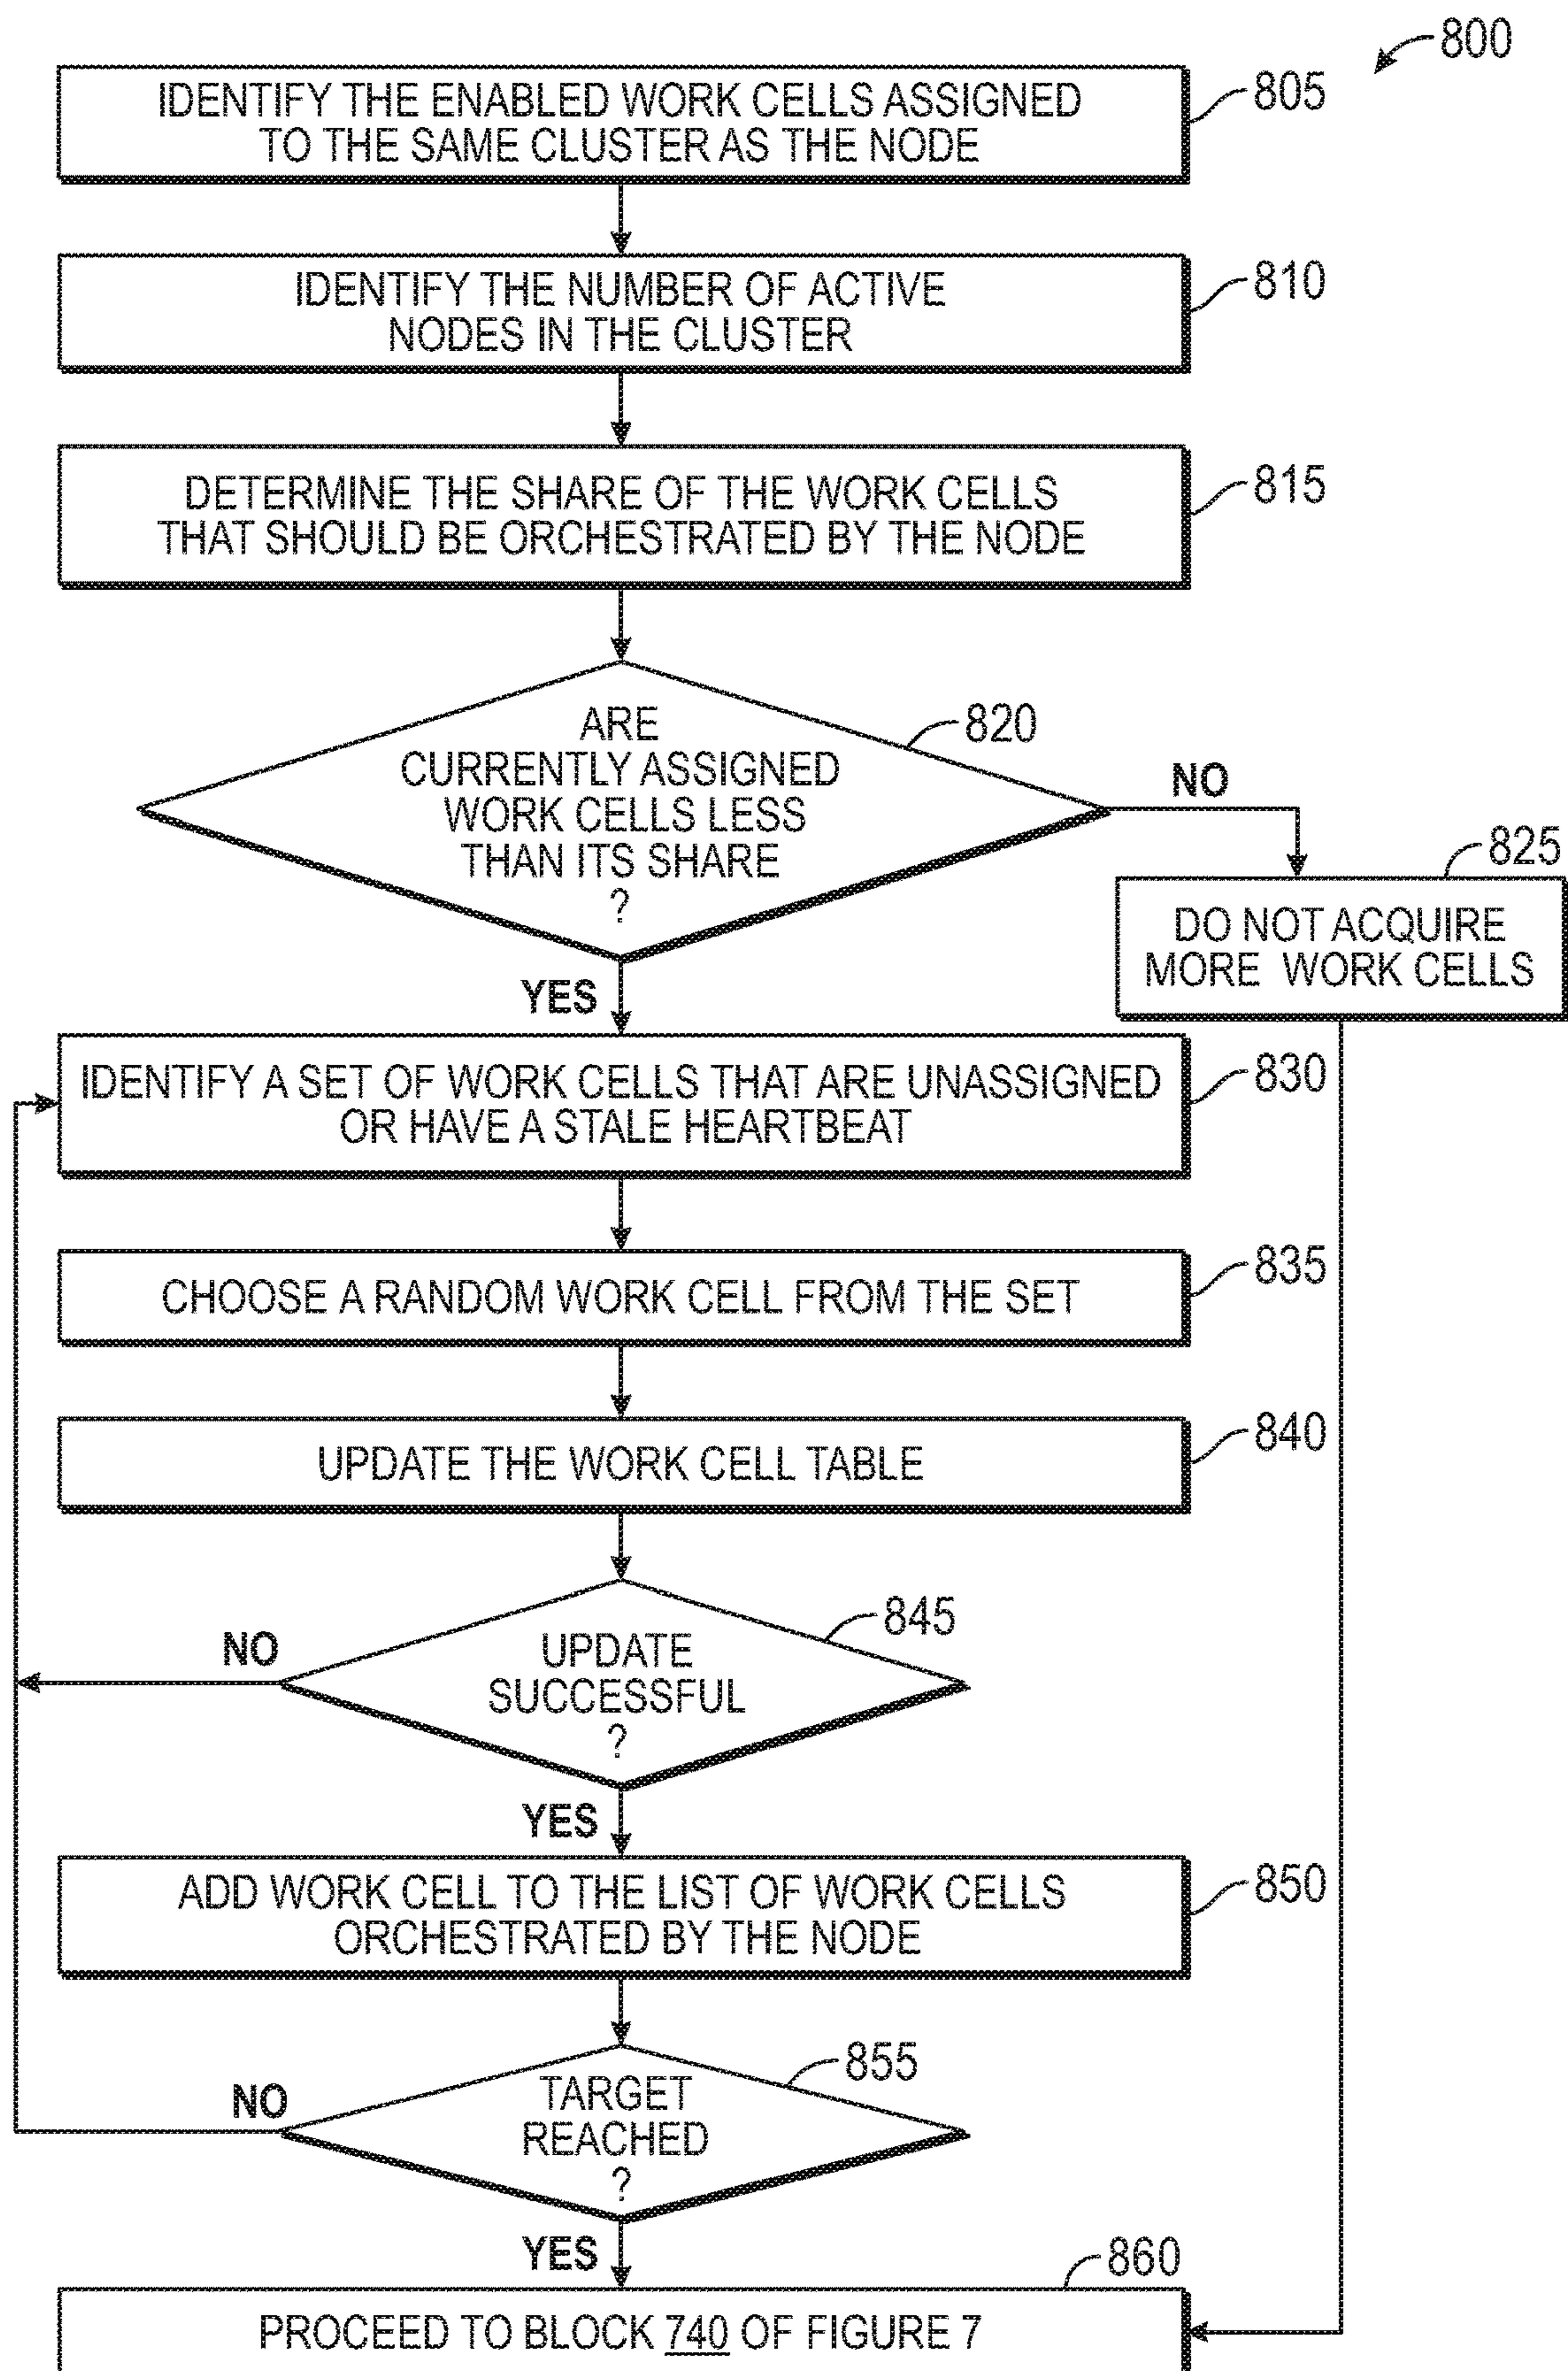 800
IDENTIFY THE ENABLED WORK CELLS ASSIGNED
TO THE SAME CLUSTER AS THE NODE
805
IDENTIFY THE NUMBER OF ACTIVE
NODES IN THE CLUSTER
810
DETERMINE THE SHARE OF THE WORK CELLS
THAT SHOULD BE ORCHESTRATED BY THE NODE
815
ARE
CURRENTLY ASSIGNED
WORK CELLS LESS
THAN ITS SHARE
?
820
NO
825
DO NOT ACQUIRE
MORE WORK CELLS
YES
IDENTIFY A SET OF WORK CELLS THAT ARE UNASSIGNED
OR HAVE A STALE HEARTBEAT
830
CHOOSE A RANDOM WORK CELL FROM THE SET
835
UPDATE THE WORK CELL TABLE
840
UPDATE
SUCCESSFUL
?
845
NO
YES
ADD WORK CELL TO THE LIST OF WORK CELLS
ORCHESTRATED BY THE NODE
850
TARGET
REACHED
?
855
NO
YES
860
PROCEED TO BLOCK 740 OF FIGURE 7